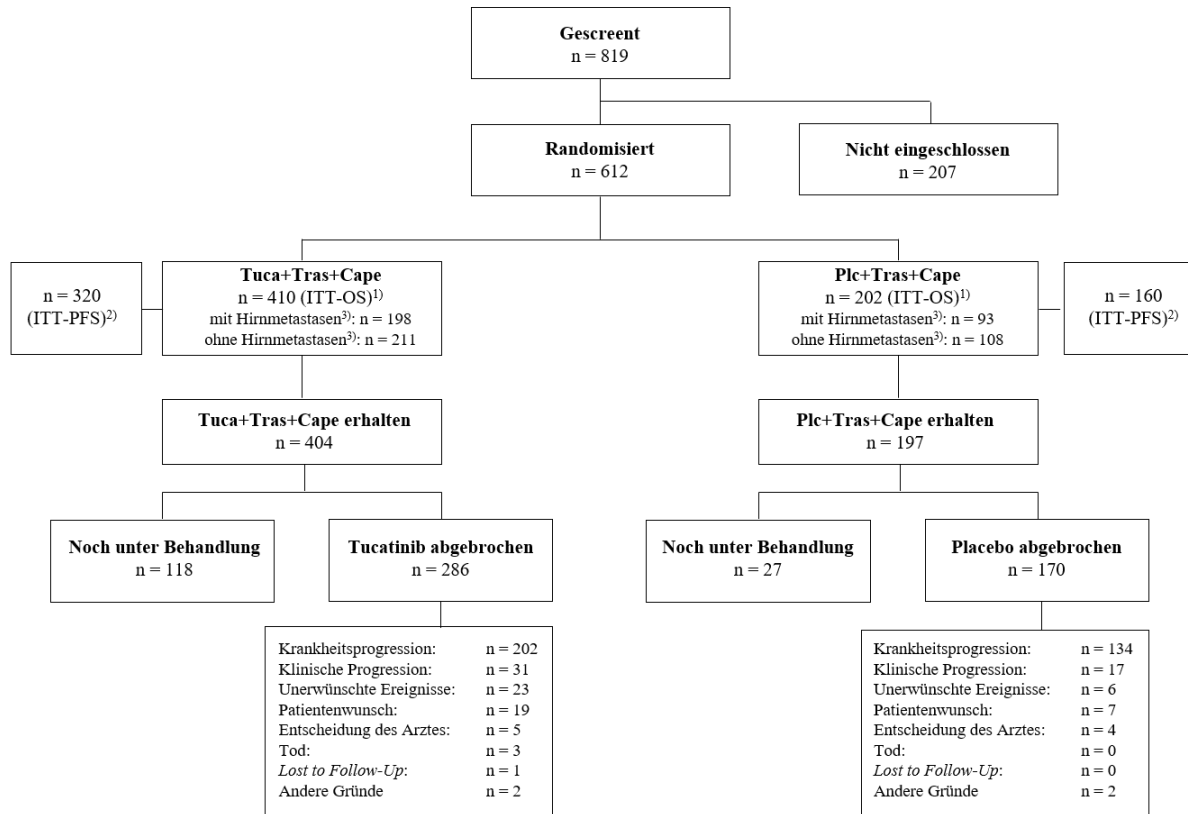 Gescreent
n = 819
Randomisiert
n = 612
Nicht eingeschlossen
n = 207
n = 320
(ITT-PFS)²⁾
Tuca+Tras+Cape
n = 410 (ITT-OS)¹⁾
mit Hirnmetastasen³⁾: n = 198
ohne Hirnmetastasen³⁾: n = 211
Plc+Tras+Cape
n = 202 (ITT-OS)¹⁾
mit Hirnmetastasen³⁾: n = 93
ohne Hirnmetastasen³⁾: n = 108
n = 160
(ITT-PFS)²⁾
Tuca+Tras+Cape erhalten
n = 404
Plc+Tras+Cape erhalten
n = 197
Noch unter Behandlung
n = 118
Tucatinib abgebrochen
n = 286
Noch unter Behandlung
n = 27
Placebo abgebrochen
n = 170
Krankheitsprogression: n = 202
Klinische Progression: n = 31
Unerwünschte Ereignisse: n = 23
Patientenwunsch: n = 19
Entscheidung des Arztes: n = 5
Tod: n = 3
Lost to Follow-Up: n = 1
Andere Gründe n = 2
Krankheitsprogression: n = 134
Klinische Progression: n = 17
Unerwünschte Ereignisse: n = 6
Patientenwunsch: n = 7
Entscheidung des Arztes: n = 4
Tod: n = 0
Lost to Follow-Up: n = 0
Andere Gründe n = 2